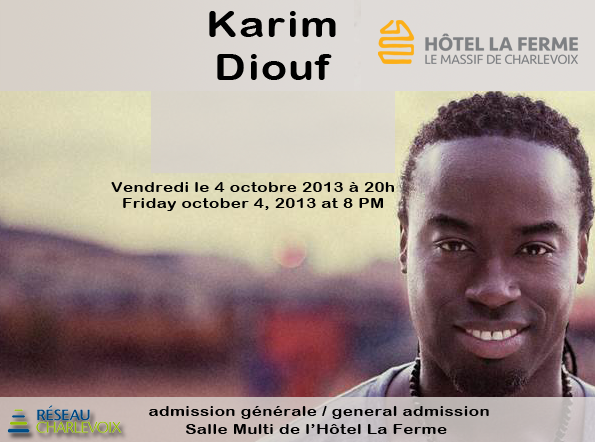 Karim
Diouf
HÔTEL LA FERME
LE MASSIF DE CHARLEVOIX
Vendredi le 4 octobre 2013 à 20h
Friday october 4, 2013 at 8 PM
RÉSEAU
CHARLEVOIX
admission générale / general admission
Salle Multi de l'Hôtel La Ferme